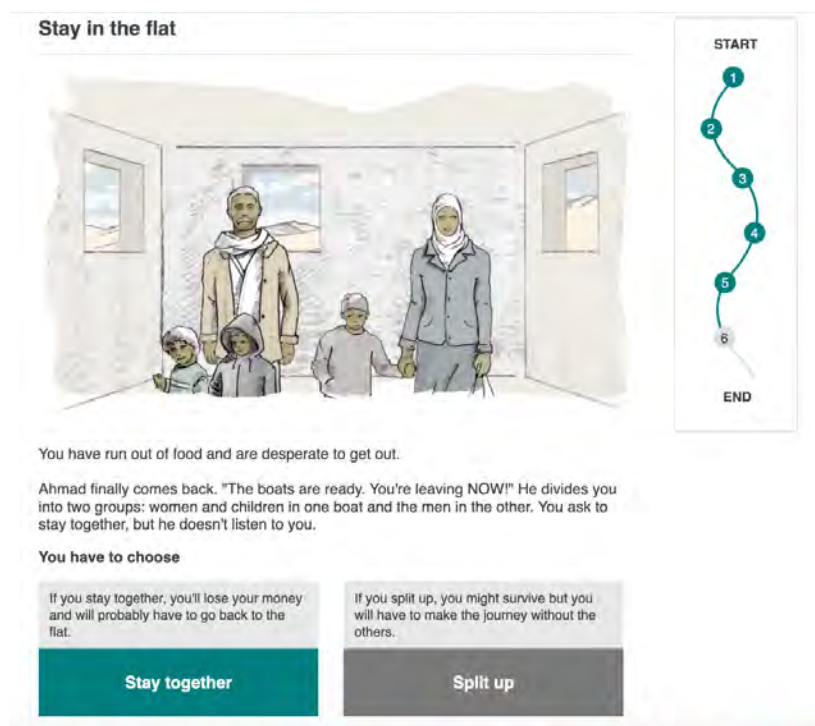 Stay in the flat
START
1
2
3
4
5
6
END
You have run out of food and are desperate to get out.
Ahmad finally comes back. "The boats are ready. You're leaving NOW!" He divides you
into two groups: women and children in one boat and the men in the other. You ask to
stay together, but he doesn't listen to you.
You have to choose
If you stay together, you'll lose your money
and will probably have to go back to the
flat.
Stay together
If you split up, you might survive but you
will have to make the journey without the
others.
Split up